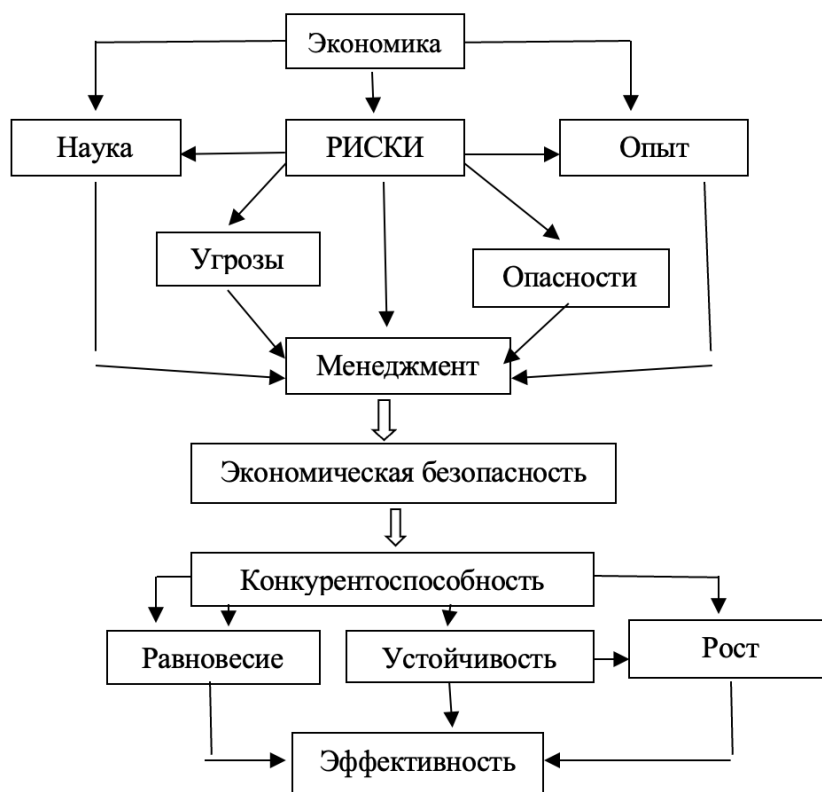 Экономика
Наука
РИСКИ
Опыт
Угрозы
Опасности
Менеджмент
Экономическая безопасность
Конкурентоспособность
Равновесие
Устойчивость
Рост
Эффективность